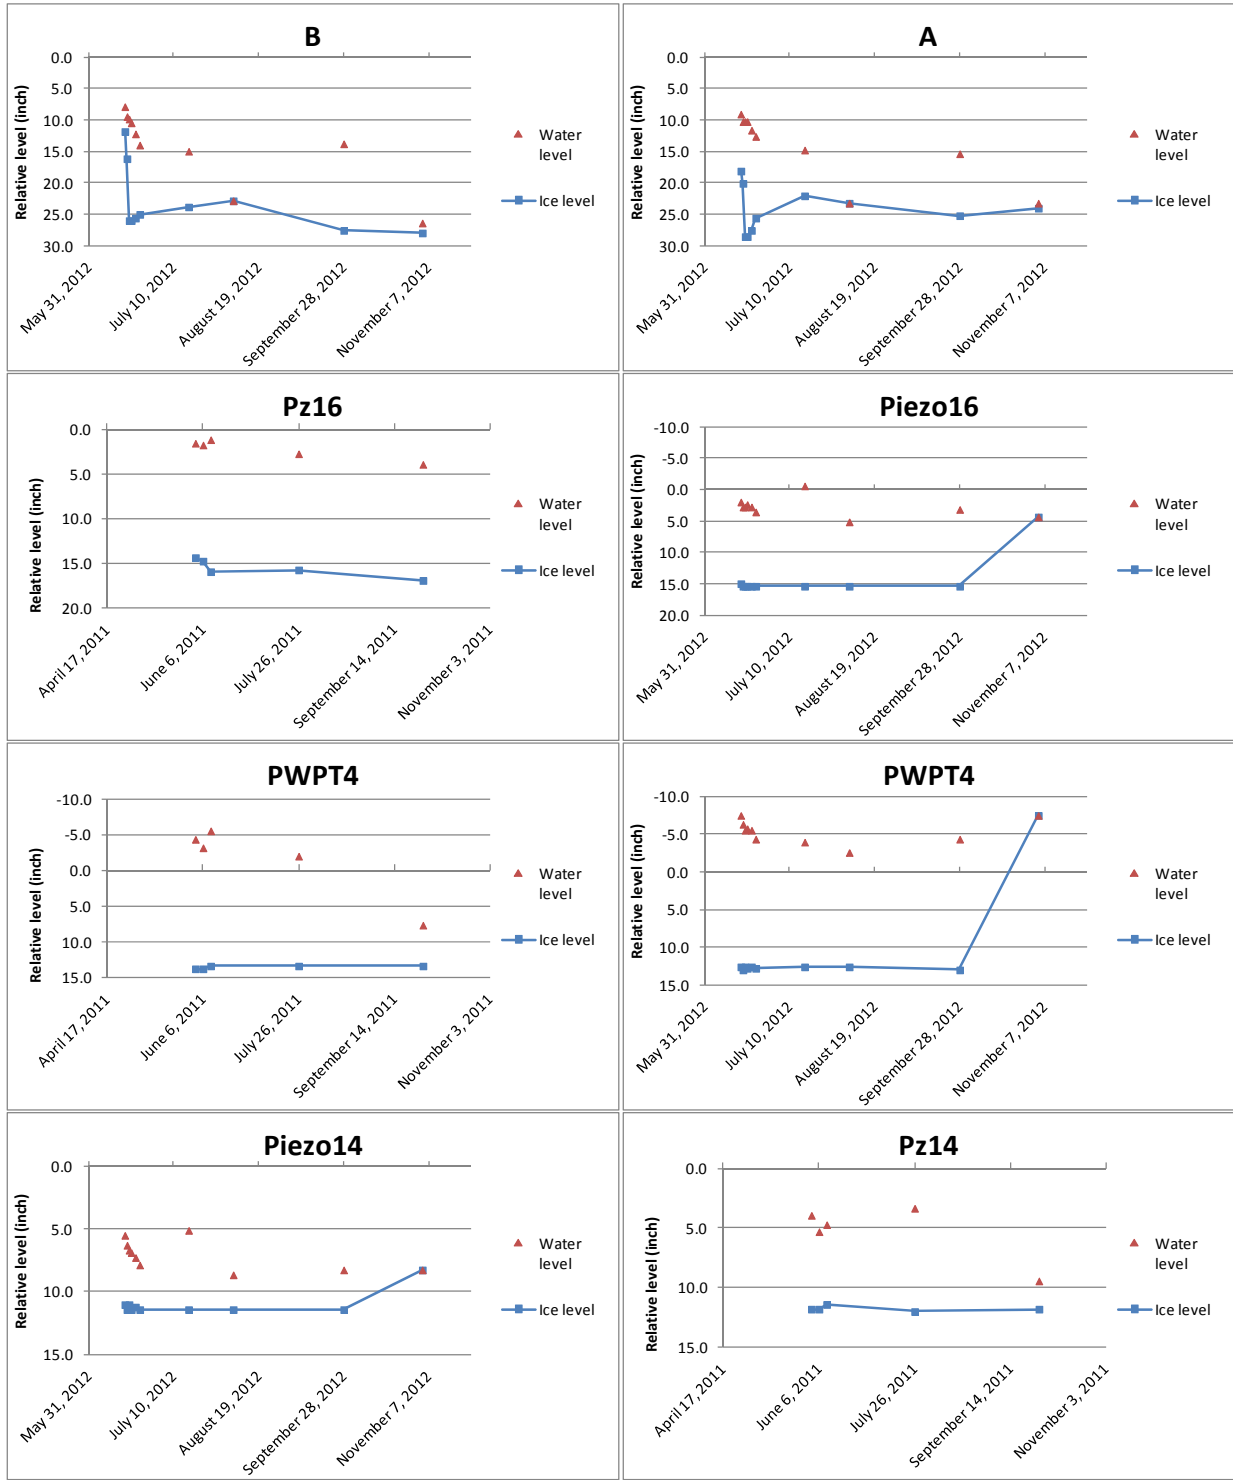 B
Relative level (inch)
0.0
5.0
10.0
15.0
20.0
25.0
30.0
May 31, 2012
July 10, 2012
August 19, 2012
September 28, 2012
November 7, 2012
Water
level
Ice level
A
Relative level (inch)
0.0
5.0
10.0
15.0
20.0
25.0
30.0
May 31, 2012
July 10, 2012
August 19, 2012
September 28, 2012
November 7, 2012
Water
level
Ice level
Pz16
Relative level (inch)
0.0
5.0
10.0
15.0
20.0
April 17, 2011
June 6, 2011
July 26, 2011
September 14, 2011
November 3, 2011
Water
level
Ice level
Piezo16
Relative level (inch)
-10.0
-5.0
0.0
5.0
10.0
15.0
20.0
May 31, 2012
July 10, 2012
August 19, 2012
September 28, 2012
November 7, 2012
Water
level
Ice level
PWPT4
Relative level (inch)
-10.0
-5.0
0.0
5.0
10.0
15.0
April 17, 2011
June 6, 2011
July 26, 2011
September 14, 2011
November 3, 2011
Water
level
Ice level
PWPT4
Relative level (inch)
-10.0
-5.0
0.0
5.0
10.0
15.0
May 31, 2012
July 10, 2012
August 19, 2012
September 28, 2012
November 7, 2012
Water
level
Ice level
Piezo14
Relative level (inch)
0.0
5.0
10.0
15.0
May 31, 2012
July 10, 2012
August 19, 2012
September 28, 2012
November 7, 2012
Water
level
Ice level
Pz14
Relative level (inch)
0.0
5.0
10.0
15.0
April 17, 2011
June 6, 2011
July 26, 2011
September 14, 2011
November 3, 2011
Water
level
Ice level